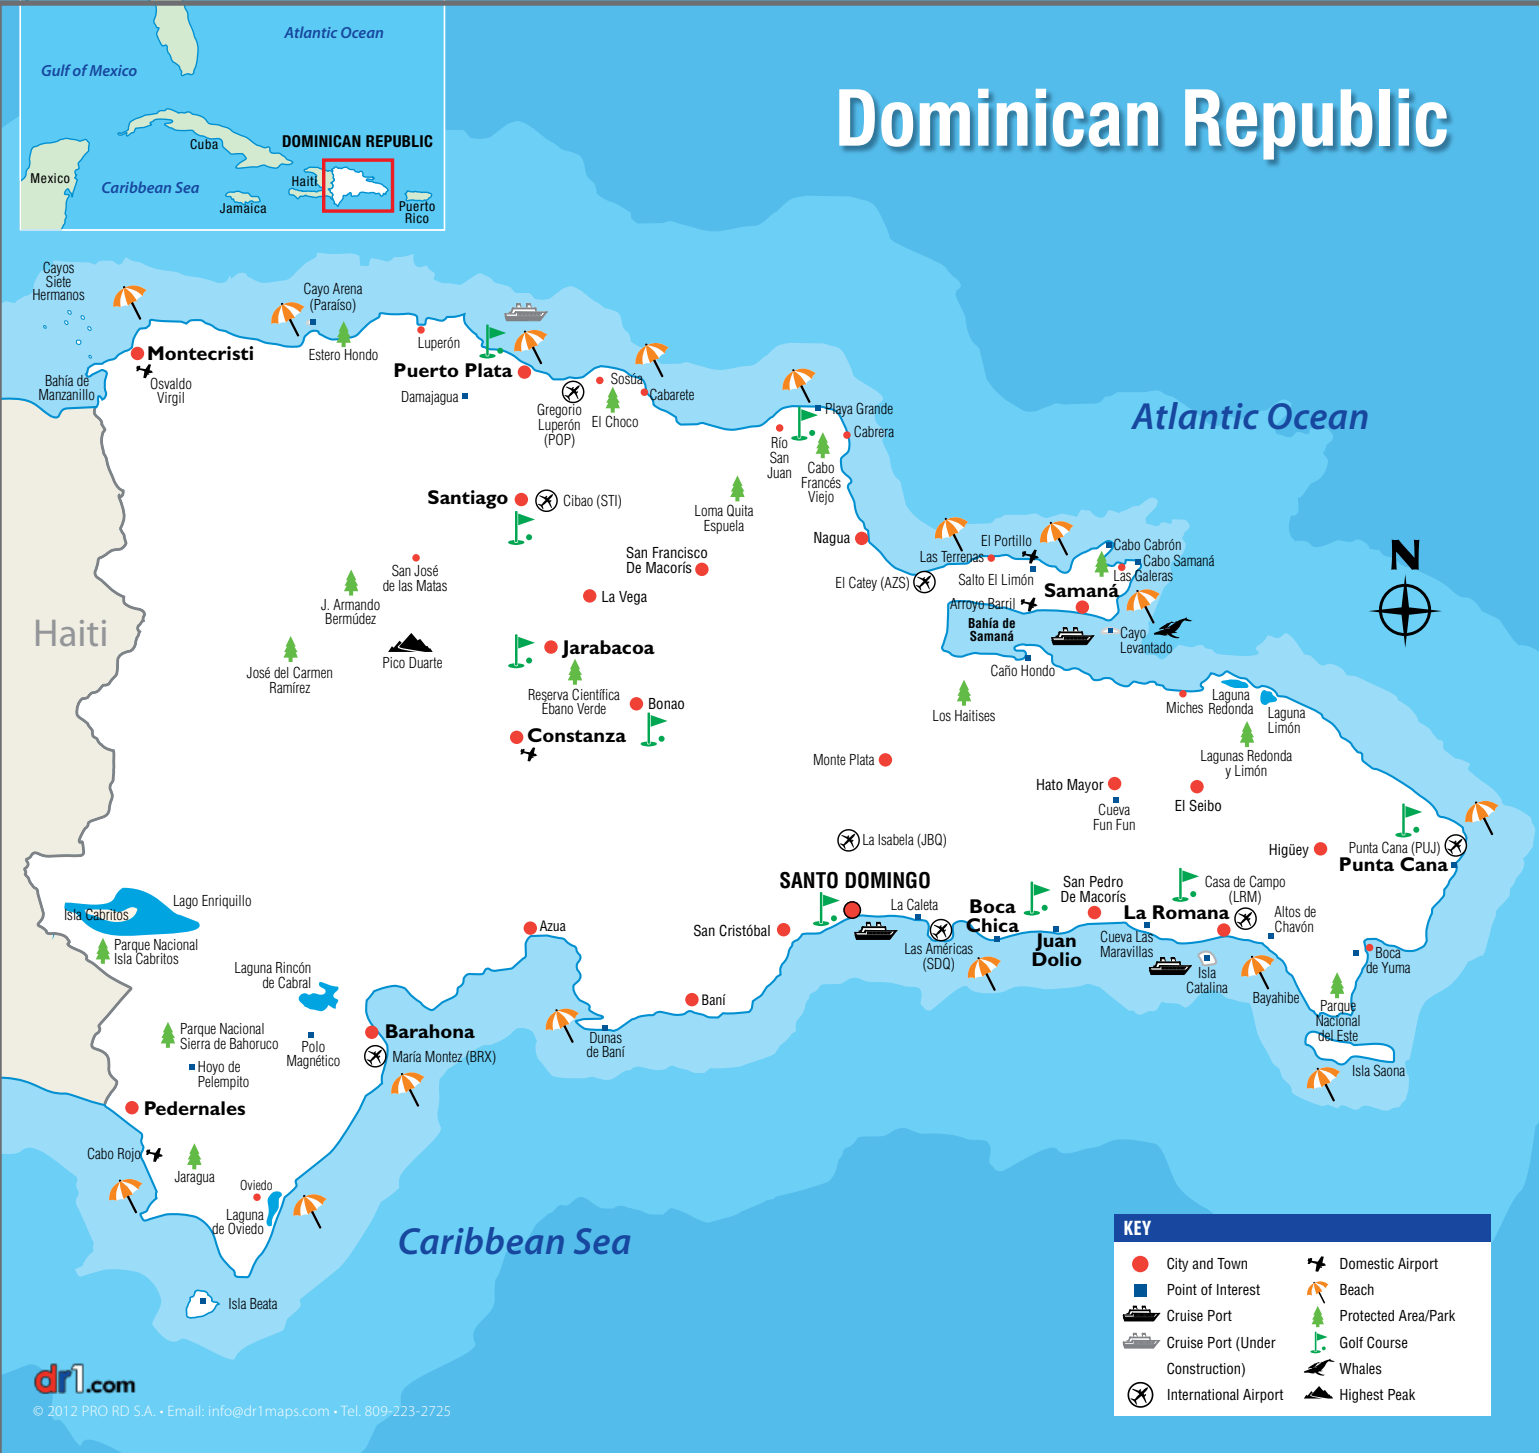 Atlantic Ocean
Gulf of Mexico
Cuba
DOMINICAN REPUBLIC
Mexico
Caribbean Sea
Haiti
Jamaica
Puerto
Rico
Dominican Republic
Cayos
Siete
Hermanos
Cayo Arena
(Paraíso)
Montecristi
Osvaldo
Virgil
Bahía de
Manzanillo
Estero Hondo
Luperón
Puerto Plata
Damajagua
Sosúa
Cabarete
Gregorio
Luperón
(POP)
El Choco
Playa Grande
Cabrera
Río
San
Juan
Cabo
Francés
Viejo
Atlantic Ocean
Santiago
Cibao (STI)
Loma Quita
Espuela
Nagua
San Francisco
De Macorís
San José
de las Matas
La Vega
J. Armando
Bermúdez
El Catey (AZS)
Las Terrenas
El Portillo
Salto El Limón
Cabo Cabrón
Cabo Samaná
Las Galeras
Samaná
Arroyo Barril
Bahía de
Samaná
Cayo
Levantado
Caño Hondo
N
Haiti
José del Carmen
Ramírez
Pico Duarte
Jarabacoa
Reserva Científica
Ébano Verde
Bonao
Constanza
Los Haitises
Miches
Laguna
Redonda
Laguna
Limón
Lagunas Redonda
y Limón
Monte Plata
Hato Mayor
Cueva
Fun Fun
El Seibo
La Isabela (JBQ)
Higüey
Punta Cana (PUJ)
Punta Cana
SANTO DOMINGO
La Caleta
Las Américas
(SDQ)
Boca
Chica
Juan
Dolio
San Pedro
De Macorís
La Romana
Casa de Campo
(LRM)
Cueva Las
Maravillas
Altos de
Chavón
Isla
Catalina
Bayahibe
Boca
de Yuma
Parque
Nacional
del Este
Isla Saona
Lago Enriquillo
Isla Cabritos
Parque Nacional
Isla Cabritos
Azua
San Cristóbal
Baní
Dunas
de Baní
Laguna Rincón
de Cabral
Parque Nacional
Sierra de Bahoruco
Polo
Magnético
Hoyo de
Pelempito
Barahona
María Montez (BRX)
Pedernales
Cabo Rojo
Jaragua
Oviedo
Laguna
de Oviedo
Isla Beata
Caribbean Sea
KEY
City and Town
Point of Interest
Cruise Port
Cruise Port (Under
Construction)
International Airport
Domestic Airport
Beach
Protected Area/Park
Golf Course
Whales
Highest Peak
dr1.com
© 2012 PRO RD S.A. • Email: info@dr1maps.com • Tel. 809-223-2725